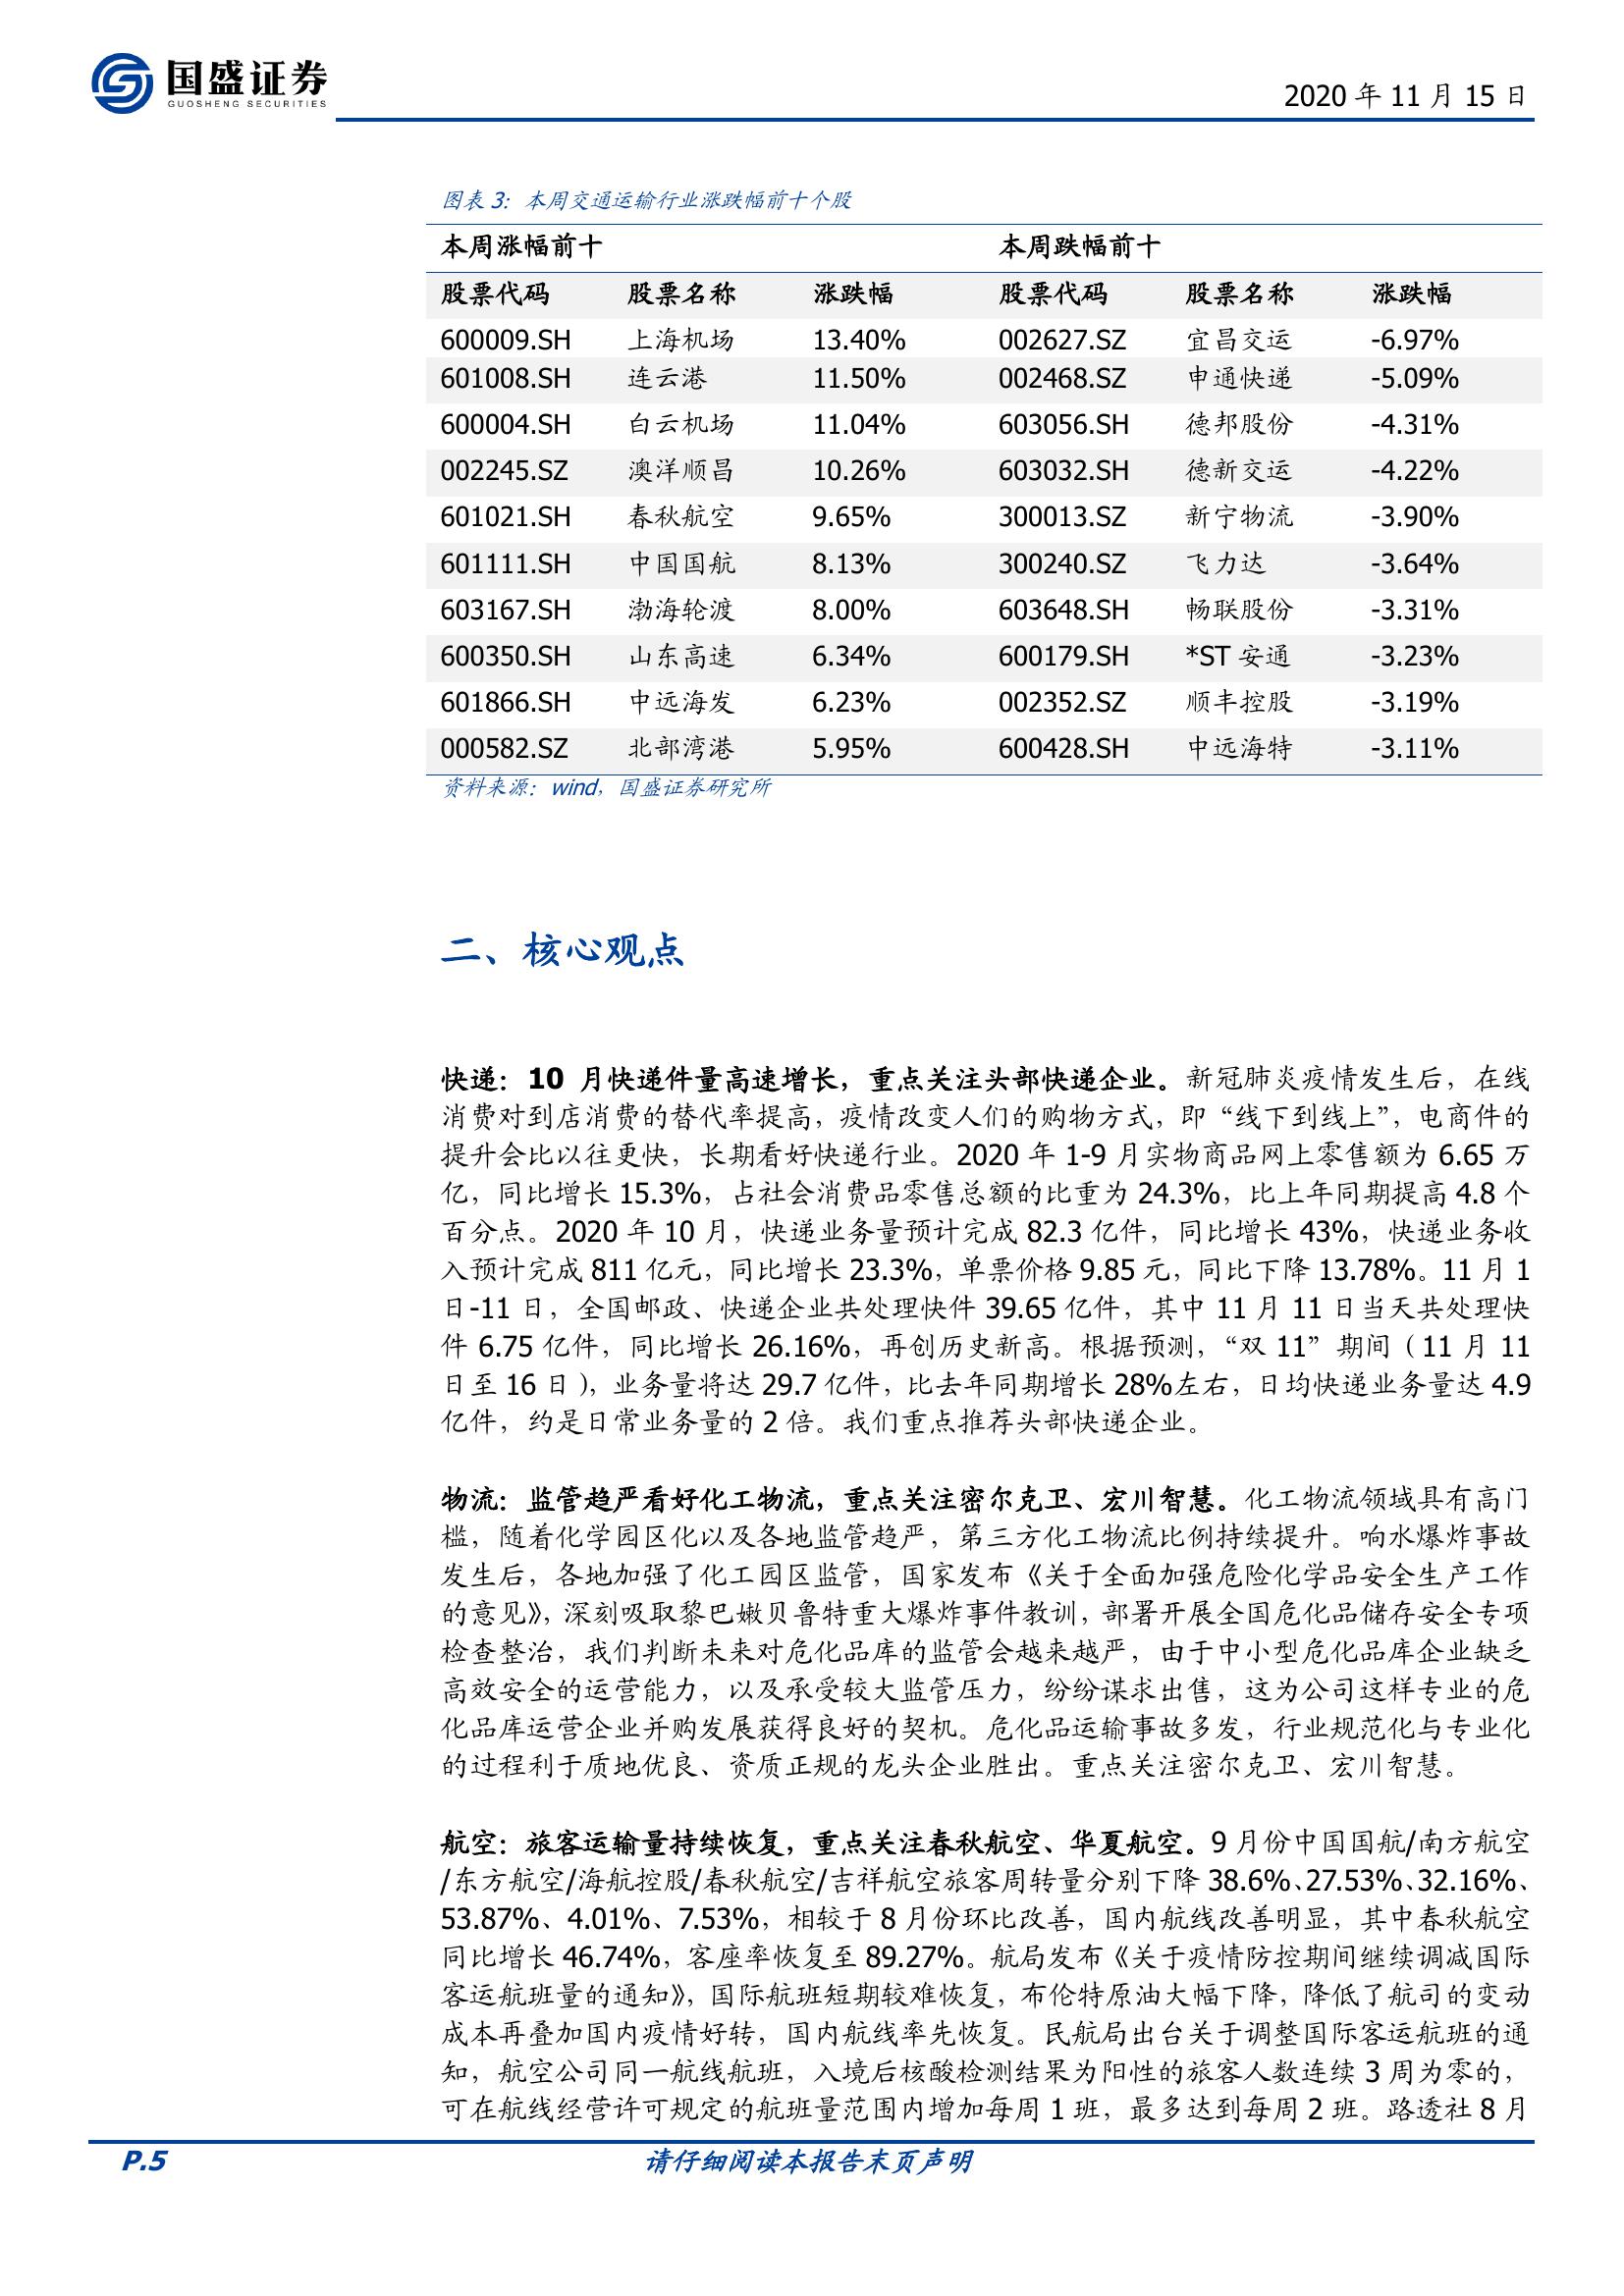 国盛证券
GUOSHENG SECURITIES
2020 年 11 月 15 日
图表 3：本周交通运输行业涨跌幅前十个股
本周涨幅前十 本周跌幅前十
股票代码 股票名称 涨跌幅 股票代码 股票名称 涨跌幅
600009.SH 上海机场 13.40% 002627.SZ 宜昌交运 -6.97%
601008.SH 连云港 11.50% 002468.SZ 申通快递 -5.09%
600004.SH 白云机场 11.04% 603056.SH 德邦股份 -4.31%
002245.SZ 澳洋顺昌 10.26% 603032.SH 德新交运 -4.22%
601021.SH 春秋航空 9.65% 300013.SZ 新宁物流 -3.90%
601111.SH 中国国航 8.13% 300240.SZ 飞力达 -3.64%
603167.SH 渤海轮渡 8.00% 603648.SH 畅联股份 -3.31%
600350.SH 山东高速 6.34% 600179.SH *ST 安通 -3.23%
601866.SH 中远海发 6.23% 002352.SZ 顺丰控股 -3.19%
000582.SZ 北部湾港 5.95% 600428.SH 中远海特 -3.11%
资料来源：wind，国盛证券研究所
二、核心观点
快递：10 月快递件量高速增长，重点关注头部快递企业。新冠肺炎疫情发生后，在线
消费对到店消费的替代率提高，疫情改变人们的购物方式，即“线下到线上”，电商件的
提升会比以往更快，长期看好快递行业。2020 年 1-9 月实物商品网上零售额为 6.65 万
亿，同比增长 15.3%，占社会消费品零售总额的比重为 24.3%，比上年同期提高 4.8 个
百分点。2020 年 10 月，快递业务量预计完成 82.3 亿件，同比增长 43%，快递业务收
入预计完成 811 亿元，同比增长 23.3%，单票价格 9.85 元，同比下降 13.78%。11 月 1
日-11 日，全国邮政、快递企业共处理快件 39.65 亿件，其中 11 月 11 日当天共处理快
件 6.75 亿件，同比增长 26.16%，再创历史新高。根据预测，“双 11”期间（11 月 11
日至 16 日），业务量将达 29.7 亿件，比去年同期增长 28%左右，日均快递业务量达 4.9
亿件，约是日常业务量的 2 倍。我们重点推荐头部快递企业。
物流：监管趋严看好化工物流，重点关注密尔克卫、宏川智慧。化工物流领域具有高门
槛，随着化学园区化以及各地监管趋严，第三方化工物流比例持续提升。响水爆炸事故
发生后，各地加强了化工园区监管，国家发布《关于全面加强危险化学品安全生产工作
的意见》，深刻吸取黎巴嫩贝鲁特重大爆炸事件教训，部署开展全国危化品储存安全专项
检查整治，我们判断未来对危化品库的监管会越来越严，由于中小型危化品库企业缺乏
高效安全的运营能力，以及承受较大监管压力，纷纷谋求出售，这为公司这样专业的危
化品库运营企业并购发展获得良好的契机。危化品运输事故多发，行业规范化与专业化
的过程利于质地优良、资质正规的龙头企业胜出。重点关注密尔克卫、宏川智慧。
航空：旅客运输量持续恢复，重点关注春秋航空、华夏航空。9 月份中国国航/南方航空
/东方航空/海航控股/春秋航空/吉祥航空旅客周转量分别下降 38.6%、27.53%、32.16%、
53.87%、4.01%、7.53%，相较于 8 月份环比改善，国内航线改善明显，其中春秋航空
同比增长 46.74%，客座率恢复至 89.27%。航局发布《关于疫情防控期间继续调减国际
客运航班量的通知》，国际航班短期较难恢复，布伦特原油大幅下降，降低了航司的变动
成本再叠加国内疫情好转，国内航线率先恢复。民航局出台关于调整国际客运航班的通
知，航空公司同一航线航班，入境后核酸检测结果为阳性的旅客人数连续 3 周为零的，
可在航线经营许可规定的航班量范围内增加每周 1 班，最多达到每周 2 班。路透社 8 月
P.5 请仔细阅读本报告末页声明